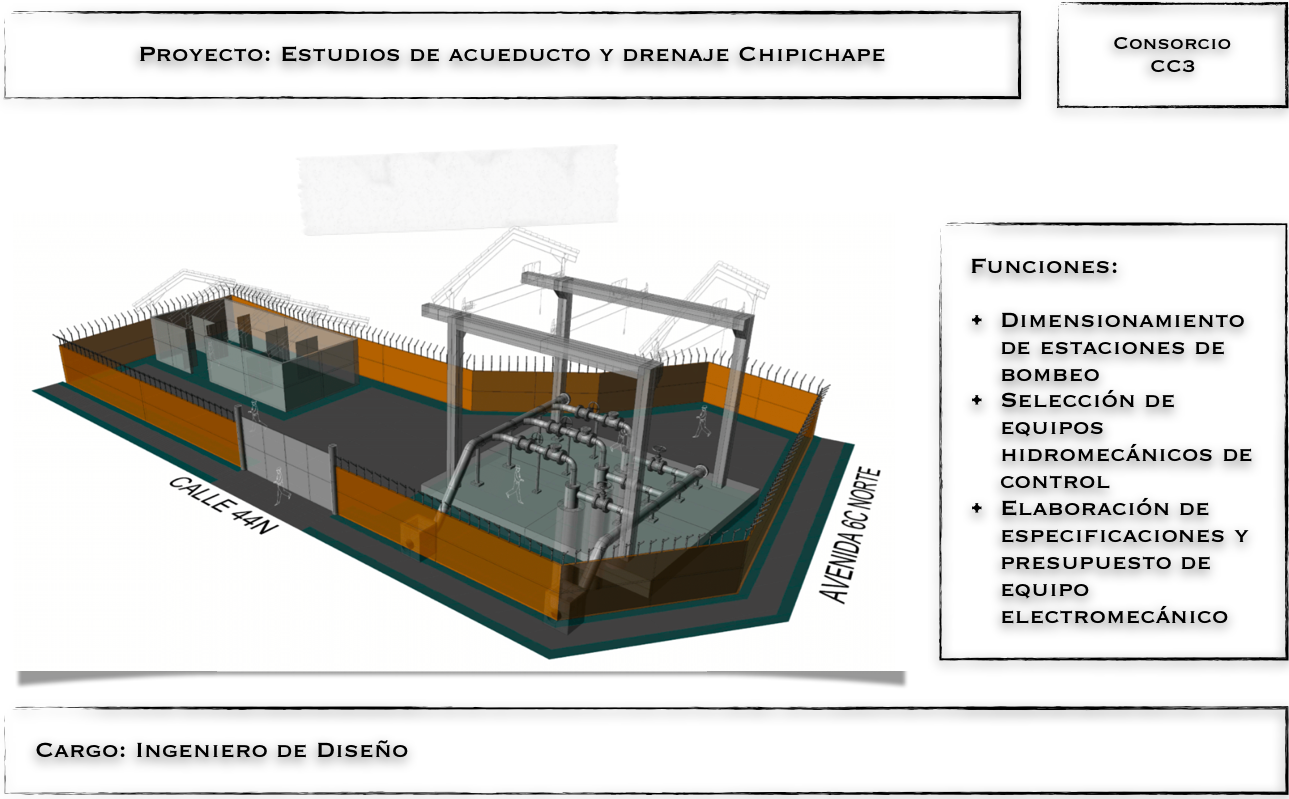 Proyecto: Estudios de acueducto y drenaje Chipichape
Consorcio
CC3
Funciones:
+ Dimensionamiento
de estaciones de
bombeo
+ Selección de
equipos
hidromecánicos de
control
+ Elaboración de
especificaciones y
presupuesto de
equipo
electromecánico
CALLE 44N
AVENIDA 6C NORTE
Cargo: Ingeniero de Diseño